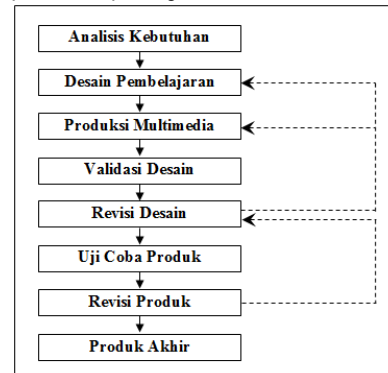 Analisis Kebutuhan
Desain Pembelajaran
Produksi Multimedia
Validasi Desain
Revisi Desain
Uji Coba Produk
Revisi Produk
Produk Akhir